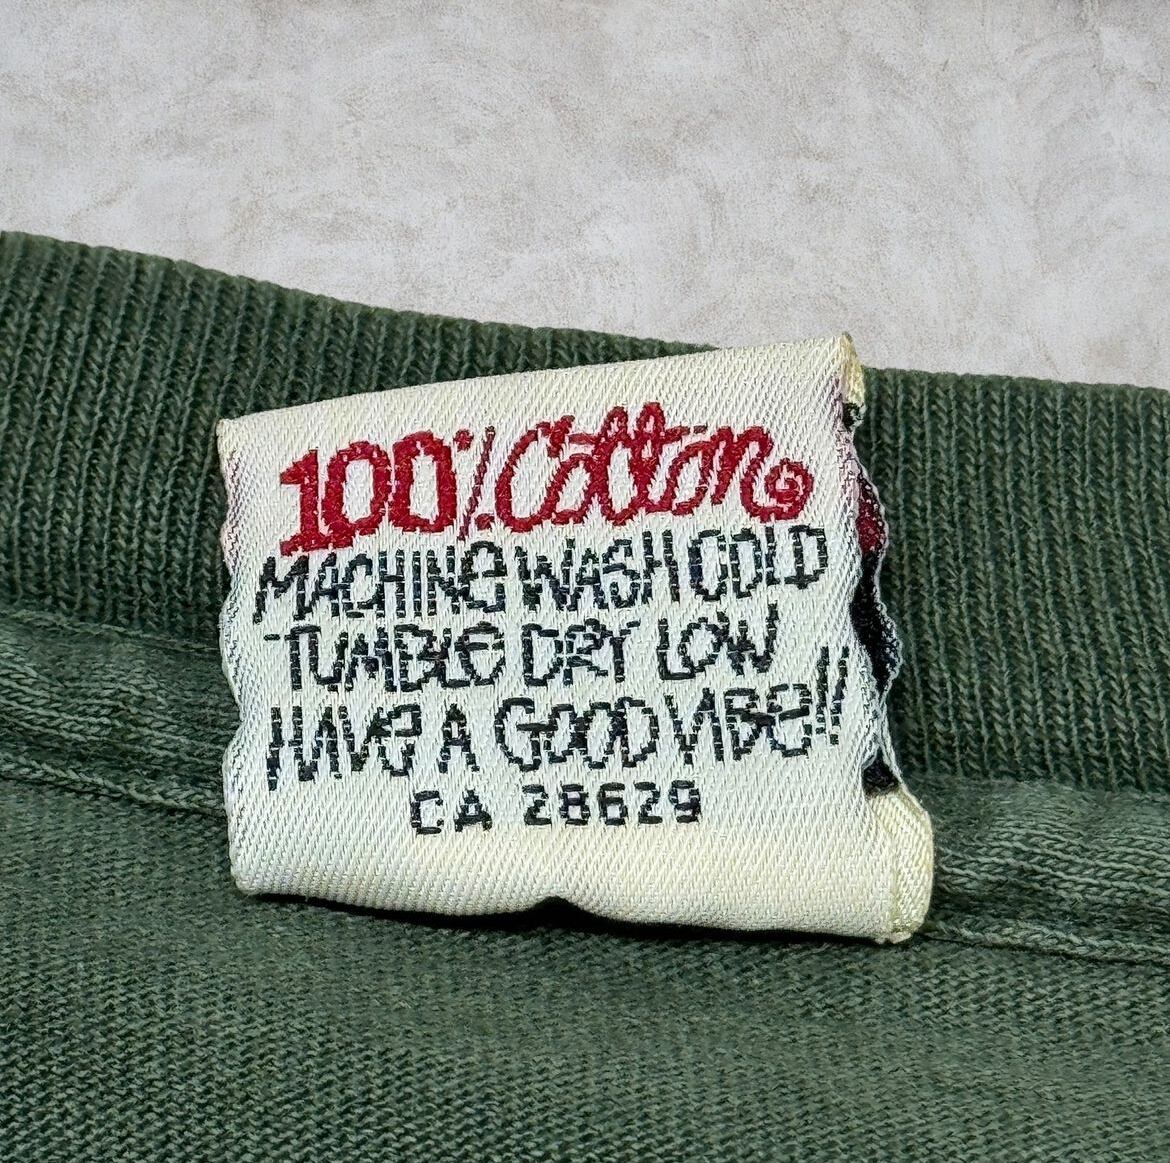 100% Cotton
MACHINE WASH COLD
TUMBLE DRY LOW
HAVE A GOOD VIBE!!
CA 28629